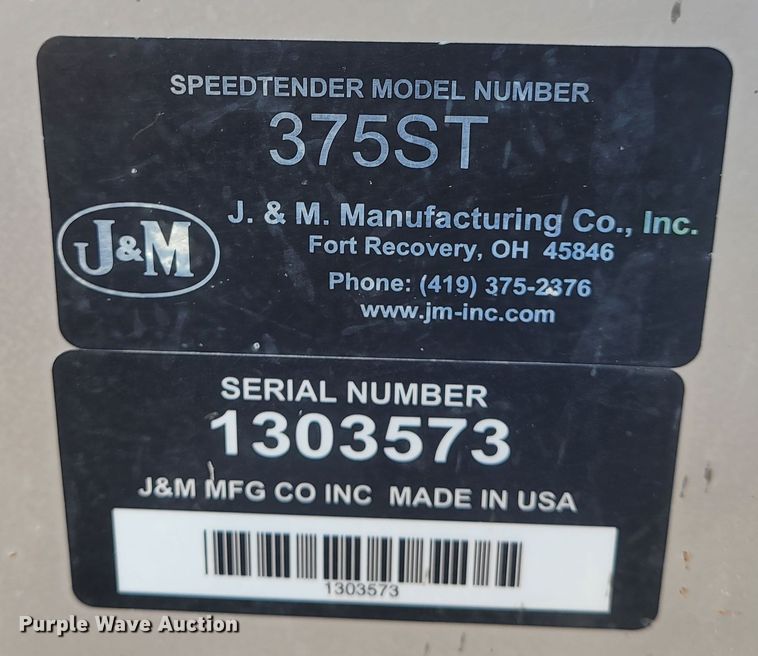 SPEEDTENDER MODEL NUMBER
375ST
J&M
J. & M. Manufacturing Co., Inc.
Fort Recovery, OH 45846
Phone: (419) 375-2376
www.jm-inc.com
SERIAL NUMBER
1303573
J&M MFG CO INC MADE IN USA
1303573
Purple Wave Auction